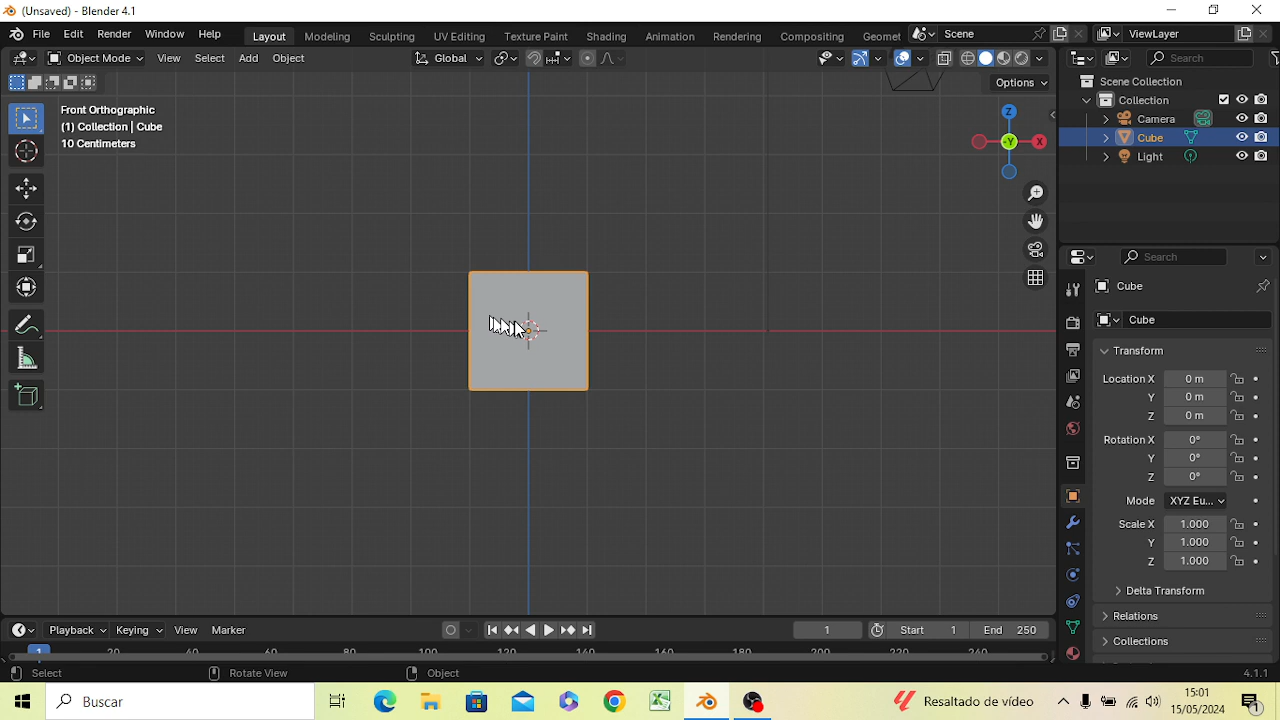 (Unsaved) - Blender 4.1
File Edit Render Window Help Layout Modeling Sculpting UV Editing Texture Paint Shading Animation Rendering Compositing Geomet Scene ViewLayer
Object Mode View Select Add Object Global Search
Options
Front Orthographic
(1) Collection | Cube
10 Centimeters
Z
-Y
X
Scene Collection
Collection
Camera
Cube
Light
Search
Cube
Cube
Transform
Location X 0 m
Y 0 m
Z 0 m
Rotation X 0°
Y 0°
Z 0°
Mode XYZ Eu...
Scale X 1.000
Y 1.000
Z 1.000
Delta Transform
Relations
Collections
Playback Keying View Marker 1 Start 1 End 250
1 20 40 60 80 100 120 140 160 180 200 220 240
Select Rotate View Object 4.1.1
Buscar Resaltado de vídeo 15:01
15/05/2024
1